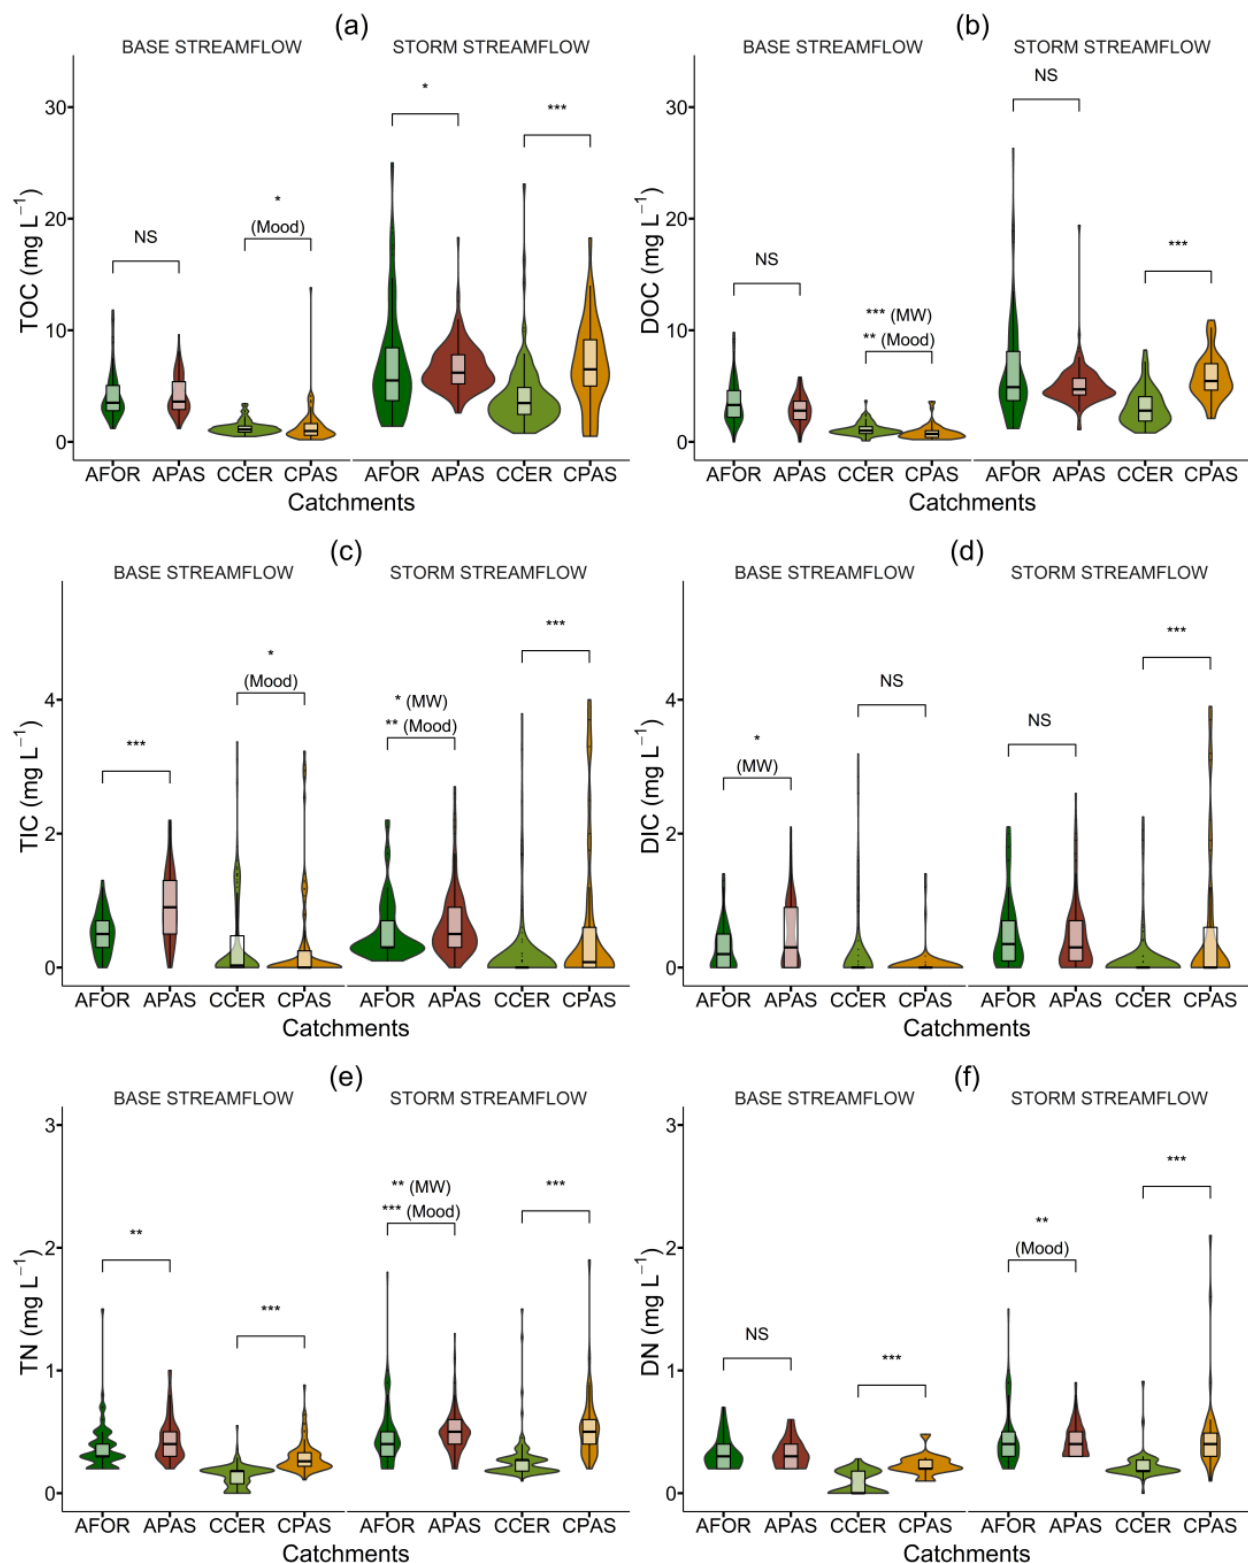 (a)
BASE STREAMFLOW STORM STREAMFLOW
30
20
10
0
TOC (mg L⁻¹)
NS
*
(Mood)
*
***
AFOR APAS CCER CPAS AFOR APAS CCER CPAS
Catchments
(b)
BASE STREAMFLOW STORM STREAMFLOW
30
20
10
0
DOC (mg L⁻¹)
NS
*** (MW)
** (Mood)
NS
***
AFOR APAS CCER CPAS AFOR APAS CCER CPAS
Catchments
(c)
BASE STREAMFLOW STORM STREAMFLOW
4
2
0
TIC (mg L⁻¹)
***
*
(Mood)
* (MW)
** (Mood)
***
AFOR APAS CCER CPAS AFOR APAS CCER CPAS
Catchments
(d)
BASE STREAMFLOW STORM STREAMFLOW
4
2
0
DIC (mg L⁻¹)
*
(MW)
NS
NS
***
AFOR APAS CCER CPAS AFOR APAS CCER CPAS
Catchments
(e)
BASE STREAMFLOW STORM STREAMFLOW
3
2
1
0
TN (mg L⁻¹)
**
***
** (MW)
*** (Mood)
***
AFOR APAS CCER CPAS AFOR APAS CCER CPAS
Catchments
(f)
BASE STREAMFLOW STORM STREAMFLOW
3
2
1
0
DN (mg L⁻¹)
NS
***
**
(Mood)
***
AFOR APAS CCER CPAS AFOR APAS CCER CPAS
Catchments